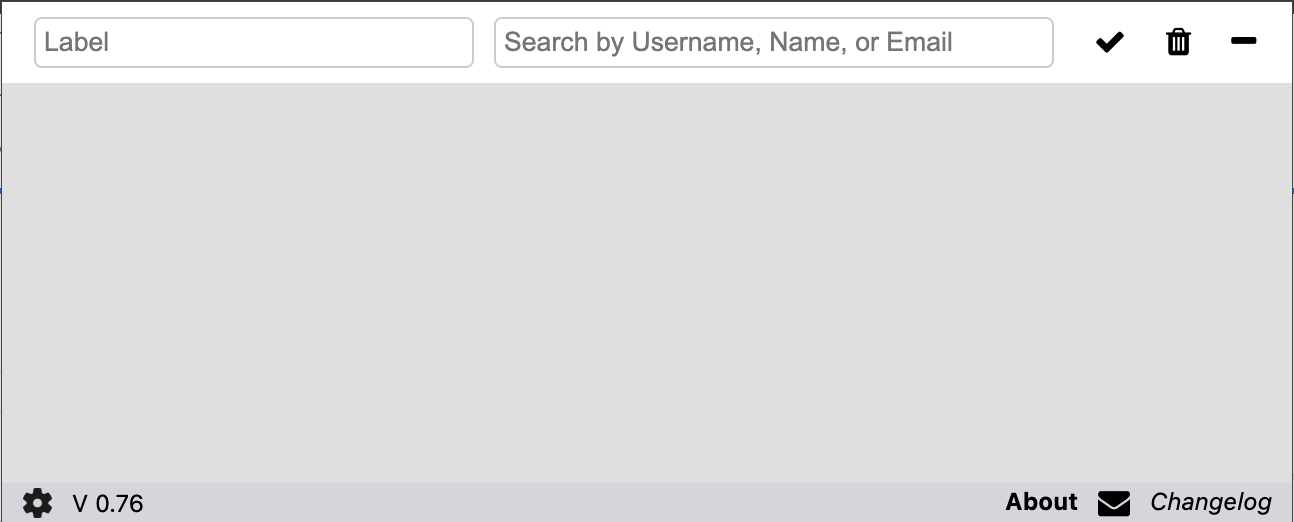 Label Search by Username, Name, or Email
V 0.76 About Changelog